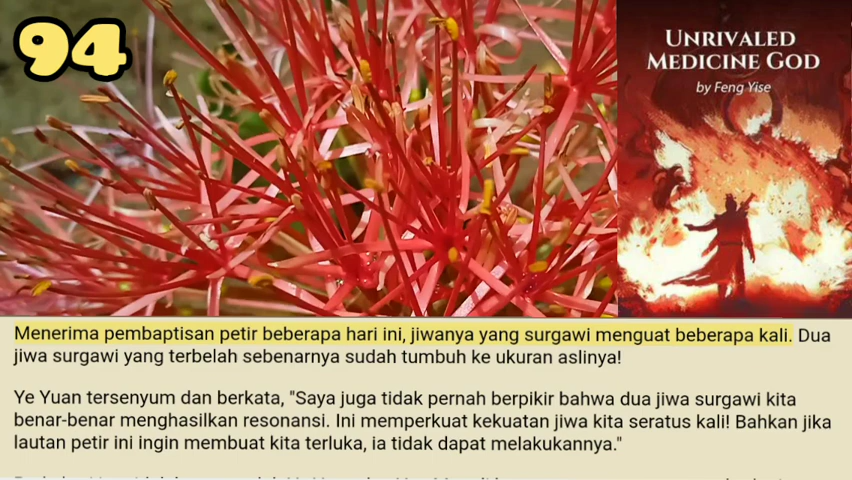 94
UNRIVALED
MEDICINE GOD
by Feng Yise
Menerima pembaptisan petir beberapa hari ini, jiwanya yang surgawi menguat beberapa kali. Dua
jiwa surgawi yang terbelah sebenarnya sudah tumbuh ke ukuran aslinya!
Ye Yuan tersenyum dan berkata, "Saya juga tidak pernah berpikir bahwa dua jiwa surgawi kita
benar-benar menghasilkan resonansi. Ini memperkuat kekuatan jiwa kita seratus kali! Bahkan jika
lautan petir ini ingin membuat kita terluka, ia tidak dapat melakukannya."